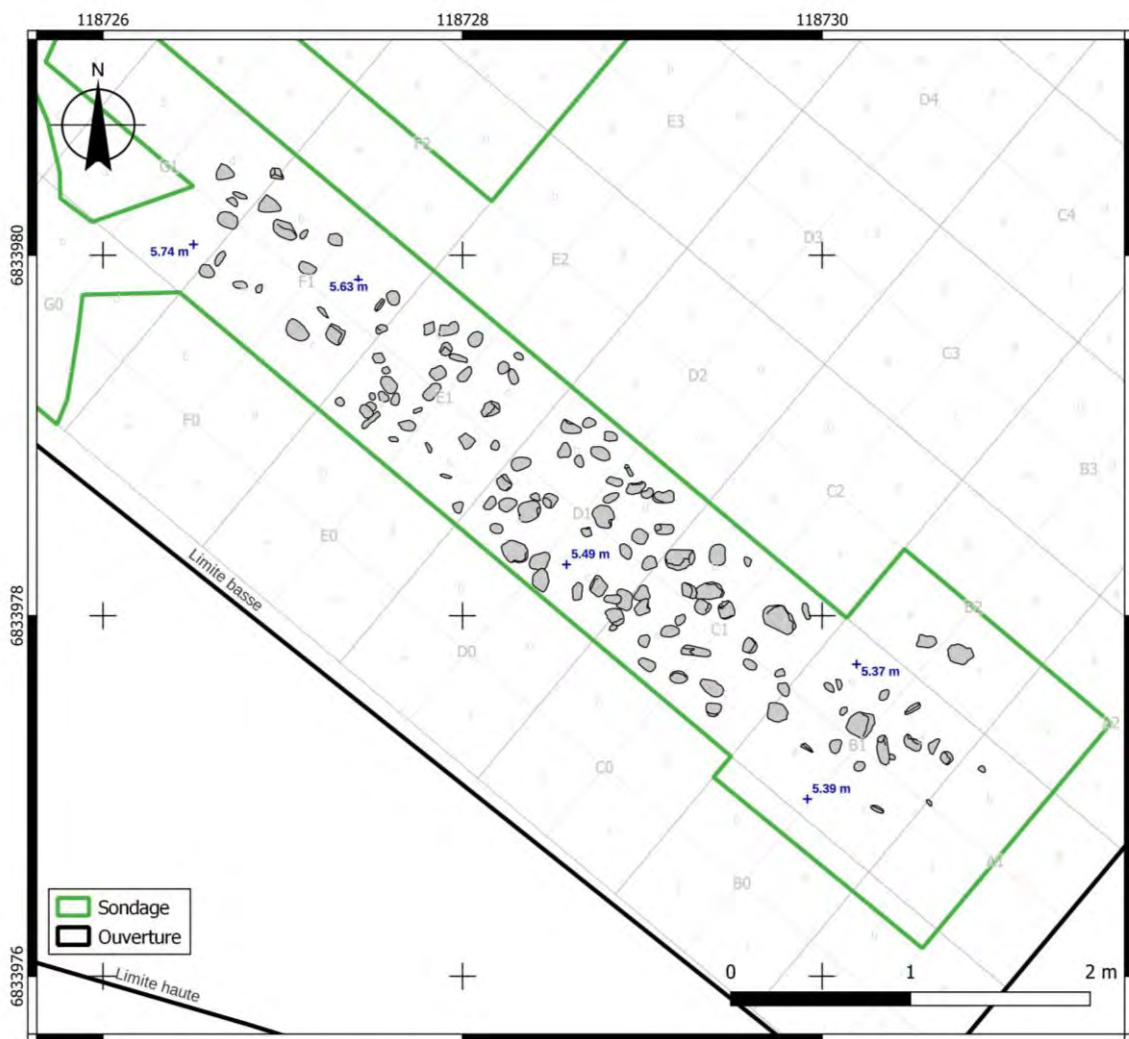 118726
118728
118730
N
D4
E3
F2
G1
C4
6833980
D3
5.74 m
E2
F1
5.63 m
G0
C3
D2
E1
F0
B3
C2
D1
E0
5.49 m
Limite basse
B2
6833978
C1
D0
5.37 m
A2
B1
C0
5.39 m
A1
B0
Sondage
Ouverture
6833976
Limite haute
0
1
2 m